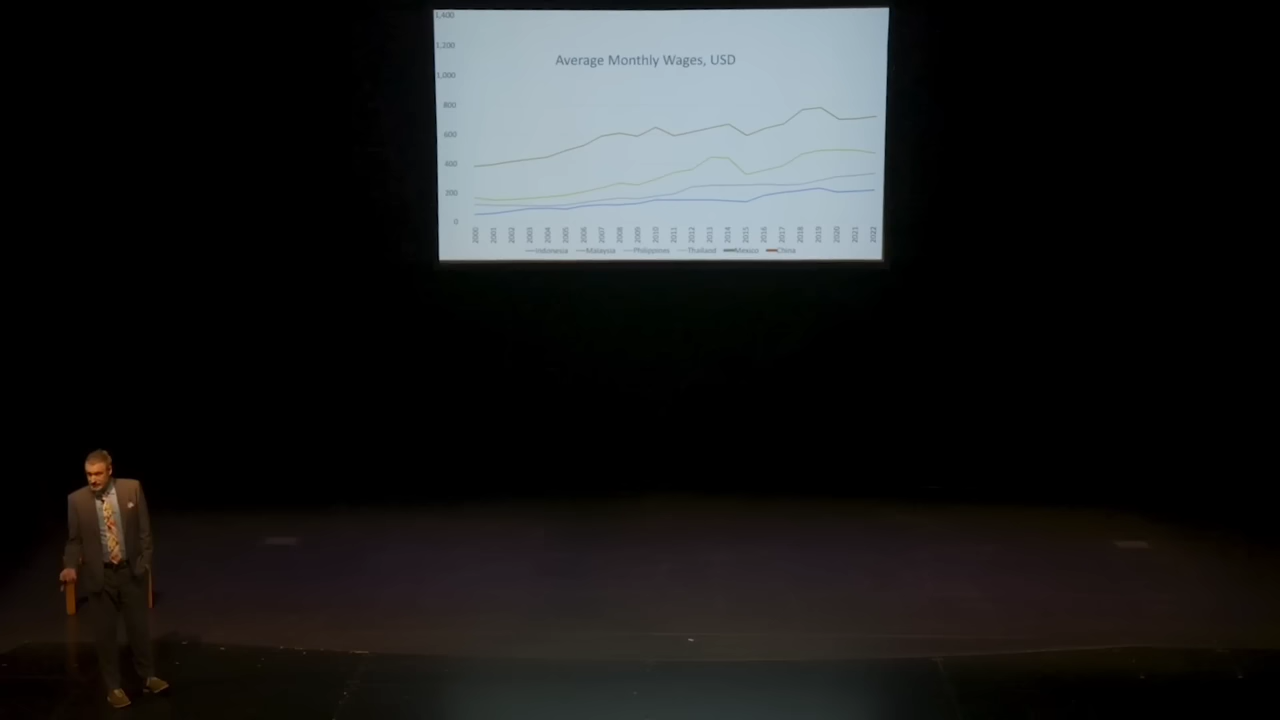 1,400
1,200
Average Monthly Wages, USD
1,000
800
600
400
200
0
2000 2001 2002 2003 2004 2005 2006 2007 2008 2009 2010 2011 2012 2013 2014 2015 2016 2017 2018 2019 2020 2021 2022
Indonesia Malaysia Philippines Thailand Mexico China